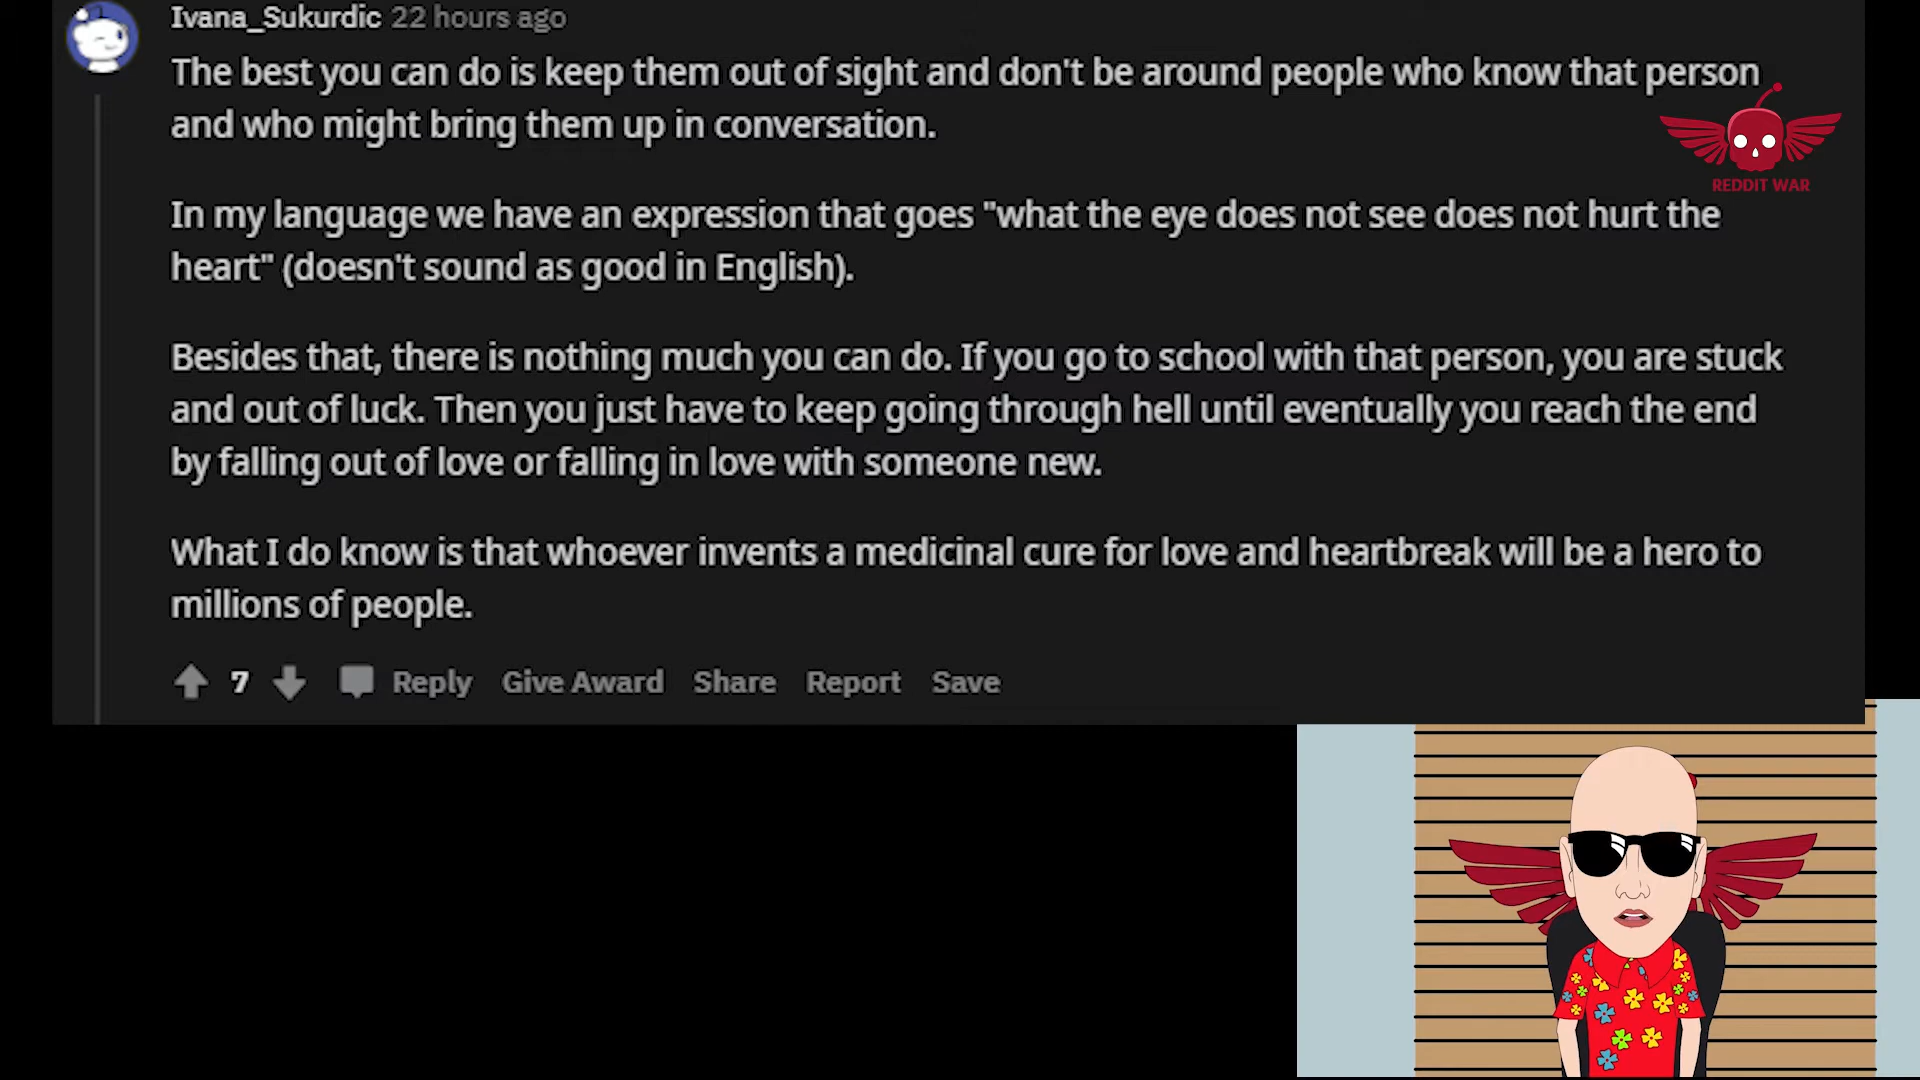 Ivana_Sukurdic 22 hours ago
The best you can do is keep them out of sight and don't be around people who know that person
and who might bring them up in conversation.
REDDIT WAR
In my language we have an expression that goes "what the eye does not see does not hurt the
heart" (doesn't sound as good in English).
Besides that, there is nothing much you can do. If you go to school with that person, you are stuck
and out of luck. Then you just have to keep going through hell until eventually you reach the end
by falling out of love or falling in love with someone new.
What I do know is that whoever invents a medicinal cure for love and heartbreak will be a hero to
millions of people.
7 Reply Give Award Share Report Save